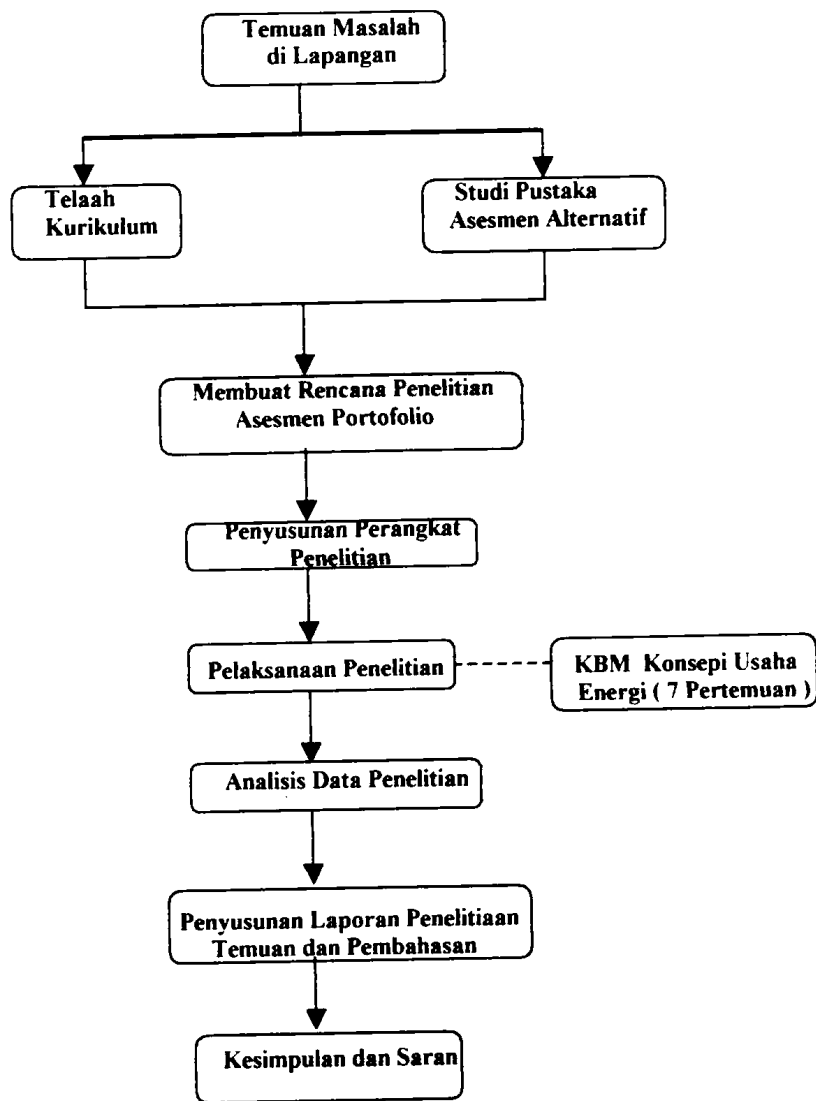 Temuan Masalah
di Lapangan
Telaah
Kurikulum
Studi Pustaka
Asesmen Alternatif
Membuat Rencana Penelitian
Asesmen Portofolio
Penyusunan Perangkat
Penelitian
Pelaksanaan Penelitian
KBM Konsepi Usaha
Energi ( 7 Pertemuan )
Analisis Data Penelitian
Penyusunan Laporan Penelitiaan
Temuan dan Pembahasan
Kesimpulan dan Saran